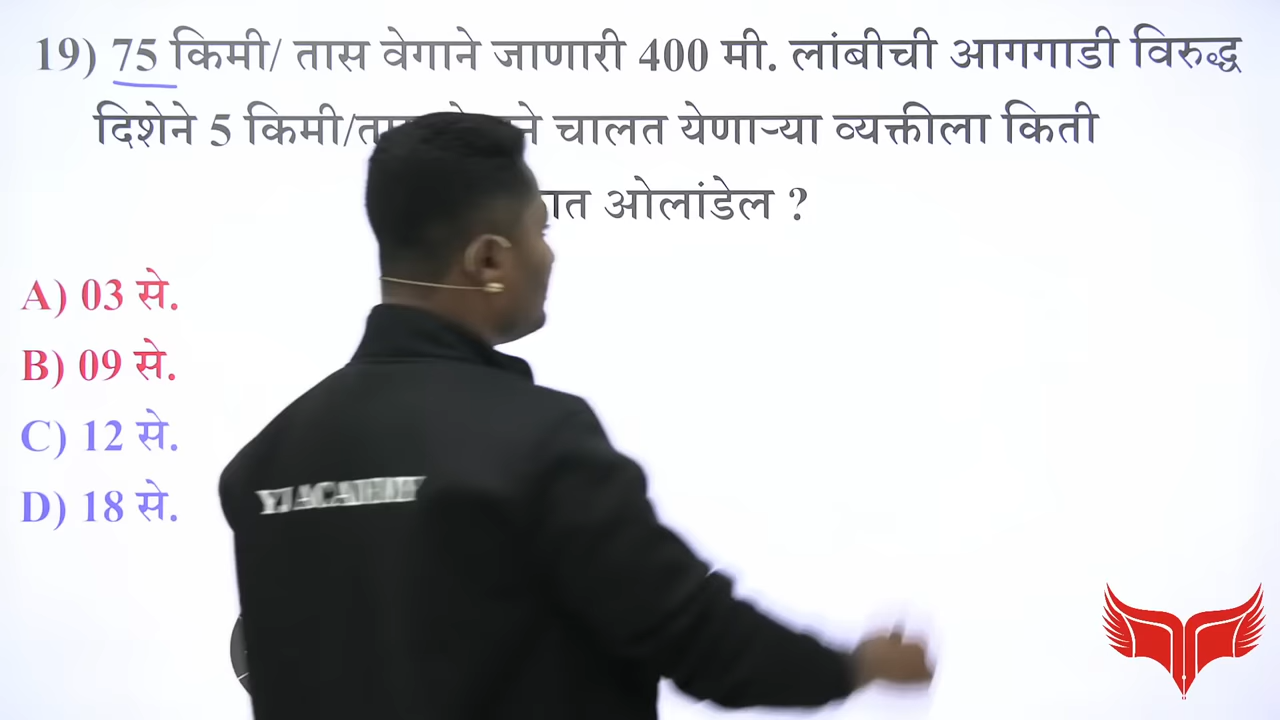 19) 75 किमी/ तास वेगाने जाणारी 400 मी. लांबीची आगगाडी विरुद्ध
दिशेने 5 किमी/ चालत येणाऱ्या व्यक्तीला किती
ओलांडेल ?
A) 03 से.
B) 09 से.
C) 12 से.
D) 18 से.